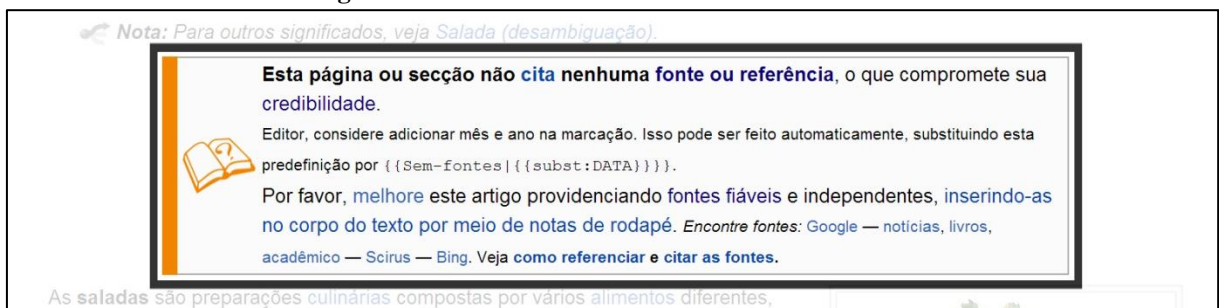 Nota: Para outros significados, veja Salada (desambiguação).
Esta página ou secção não cita nenhuma fonte ou referência, o que compromete sua
credibilidade.
Editor, considere adicionar mês e ano na marcação. Isso pode ser feito automaticamente, substituindo esta
predefinição por {{Sem-fontes|{{subst:DATA}}}}.
Por favor, melhore este artigo providenciando fontes fiáveis e independentes, inserindo-as
no corpo do texto por meio de notas de rodapé. Encontre fontes: Google — notícias, livros,
acadêmico — Scirus — Bing. Veja como referenciar e citar as fontes.
As saladas são preparações culinárias compostas por vários alimentos diferentes,